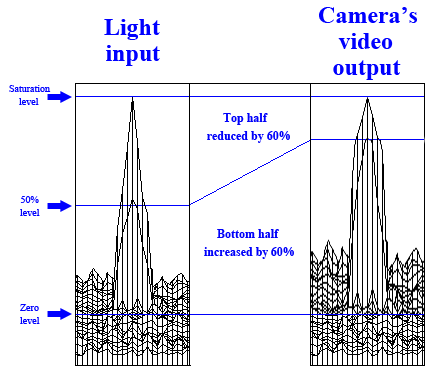 Light
input
Camera's
video
output
Saturation
level
Top half
reduced by 60%
50%
level
Bottom half
increased by 60%
Zero
level